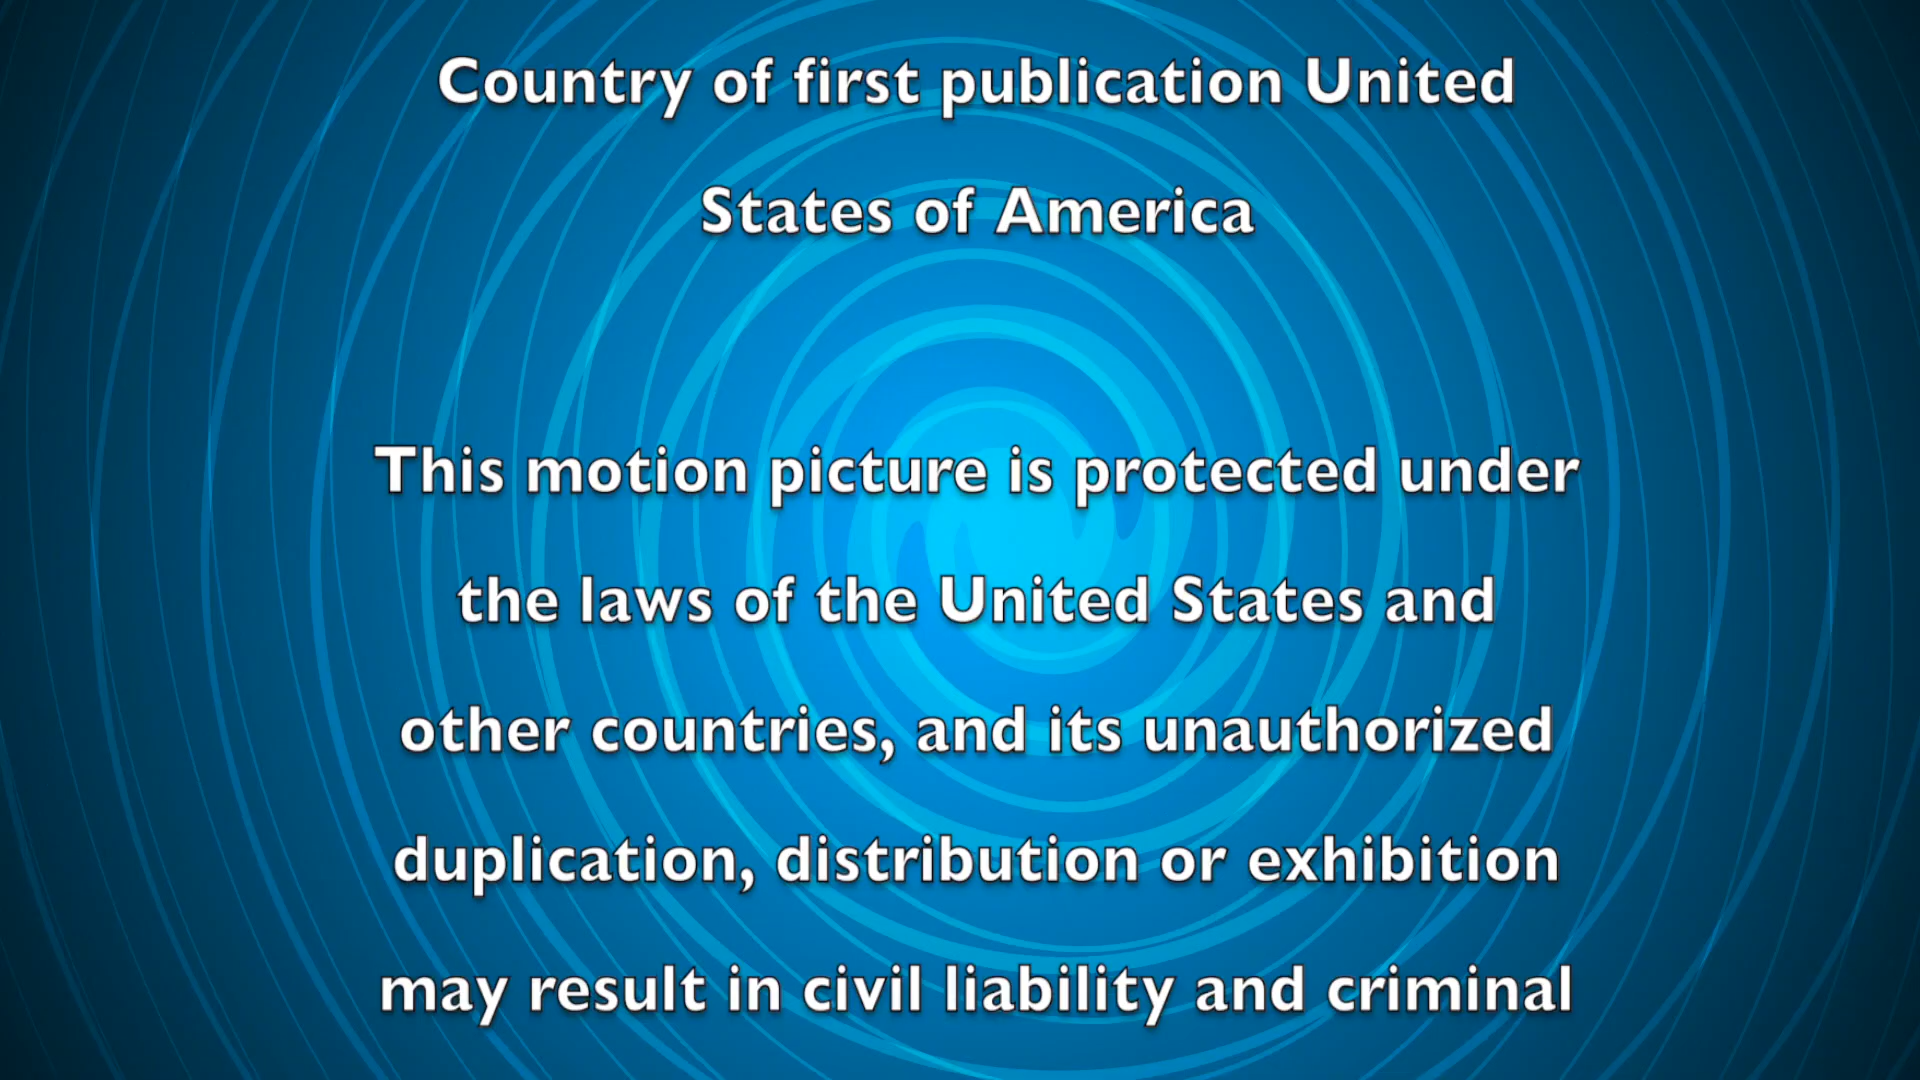 Country of first publication United
States of America
This motion picture is protected under
the laws of the United States and
other countries, and its unauthorized
duplication, distribution or exhibition
may result in civil liability and criminal